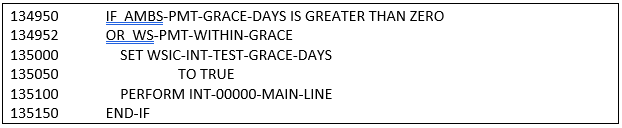 134950 IF AMBS-PMT-GRACE-DAYS IS GREATER THAN ZERO
134952 OR WS-PMT-WITHIN-GRACE
135000 SET WSIC-INT-TEST-GRACE-DAYS
135050 TO TRUE
135100 PERFORM INT-00000-MAIN-LINE
135150 END-IF